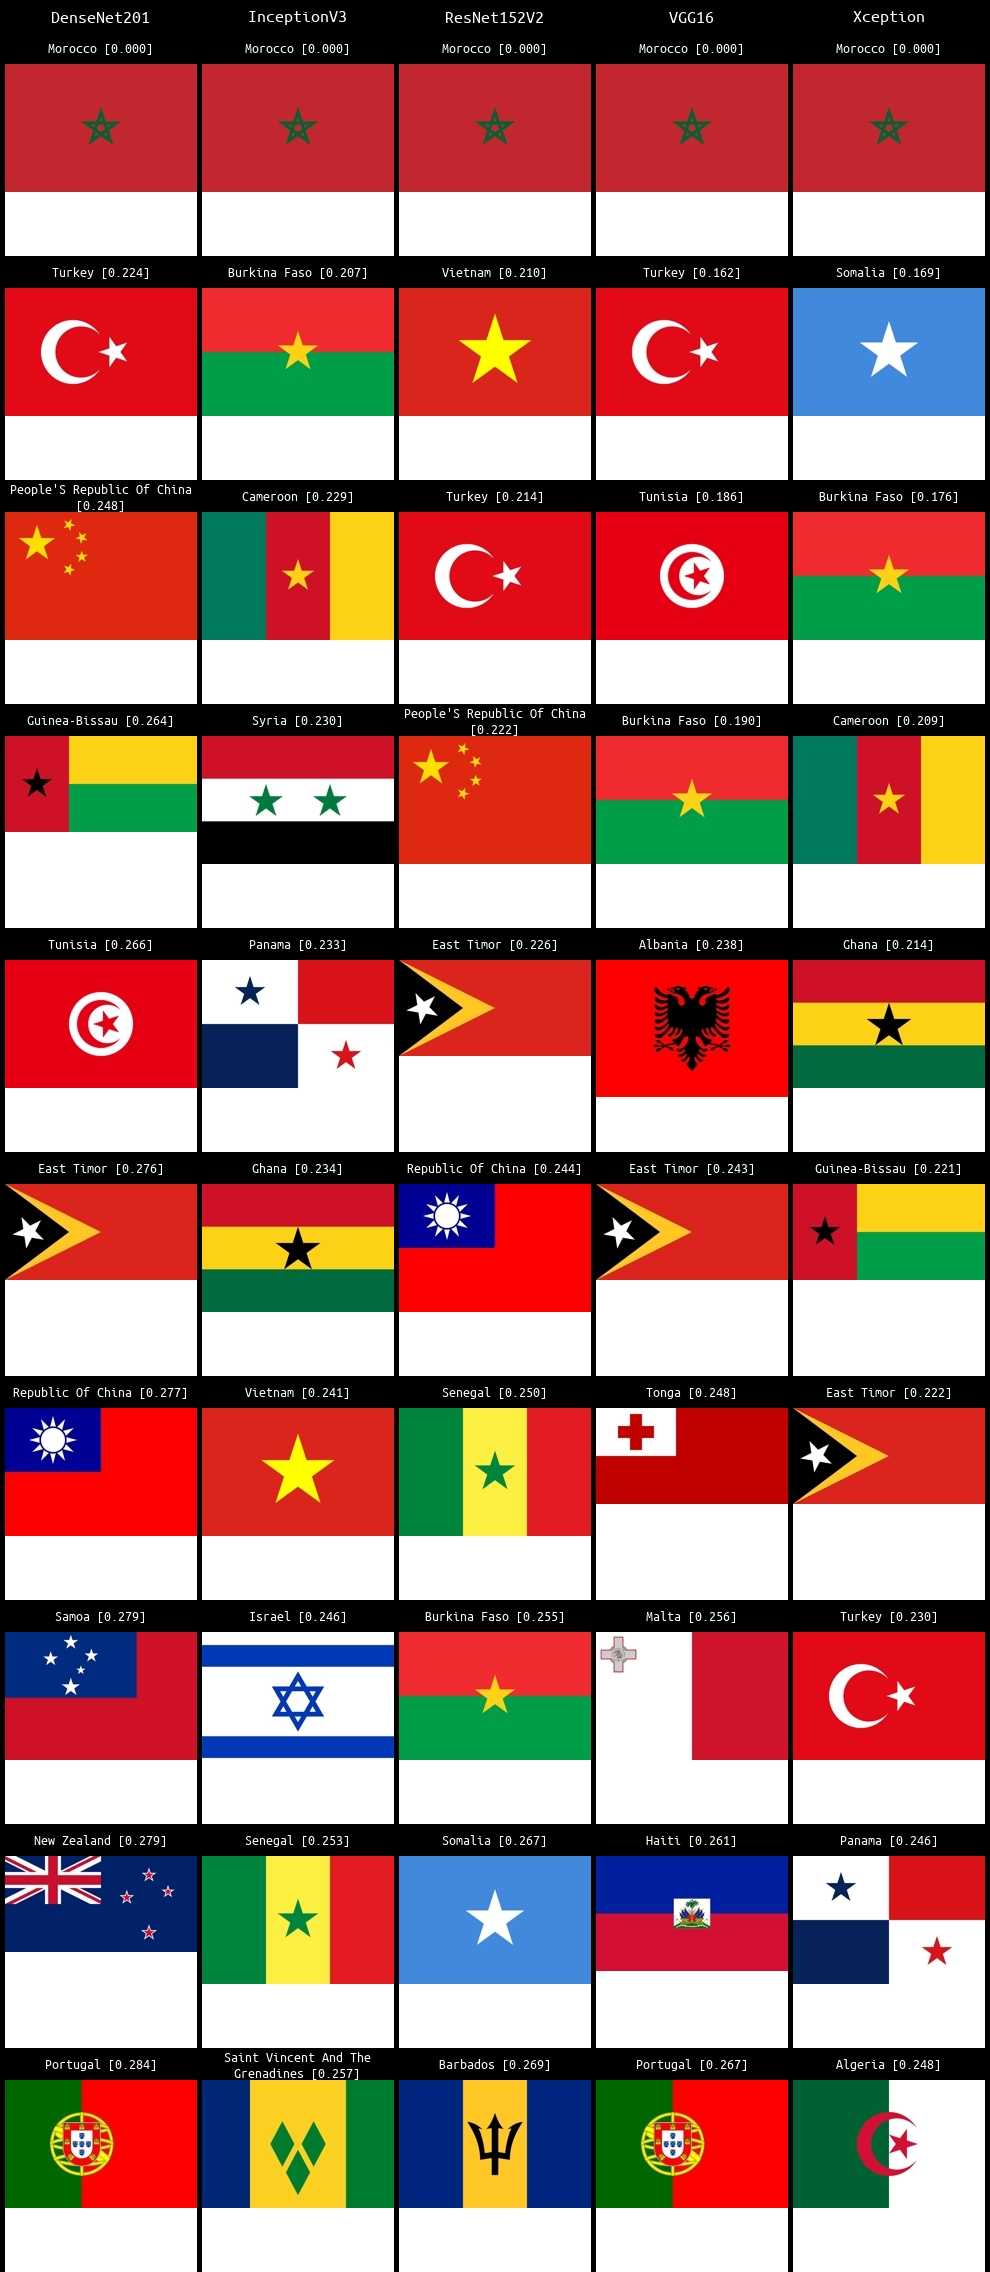 DenseNet201 InceptionV3 ResNet152V2 VGG16 Xception
Morocco [0.000] Morocco [0.000] Morocco [0.000] Morocco [0.000] Morocco [0.000]
Turkey [0.224] Burkina Faso [0.207] Vietnam [0.210] Turkey [0.162] Somalia [0.169]
People'S Republic Of China
[0.248]
Cameroon [0.229] Turkey [0.214] Tunisia [0.186] Burkina Faso [0.176]
Guinea-Bissau [0.264] Syria [0.230]
People'S Republic Of China
[0.222]
Burkina Faso [0.190] Cameroon [0.209]
Tunisia [0.266] Panama [0.233] East Timor [0.226] Albania [0.238] Ghana [0.214]
East Timor [0.276] Ghana [0.234] Republic Of China [0.244] East Timor [0.243] Guinea-Bissau [0.221]
Republic Of China [0.277] Vietnam [0.241] Senegal [0.250] Tonga [0.248] East Timor [0.222]
Samoa [0.279] Israel [0.246] Burkina Faso [0.255] Malta [0.256] Turkey [0.230]
New Zealand [0.279] Senegal [0.253] Somalia [0.267] Haiti [0.261] Panama [0.246]
Portugal [0.284]
Saint Vincent And The
Grenadines [0.257]
Barbados [0.269] Portugal [0.267] Algeria [0.248]